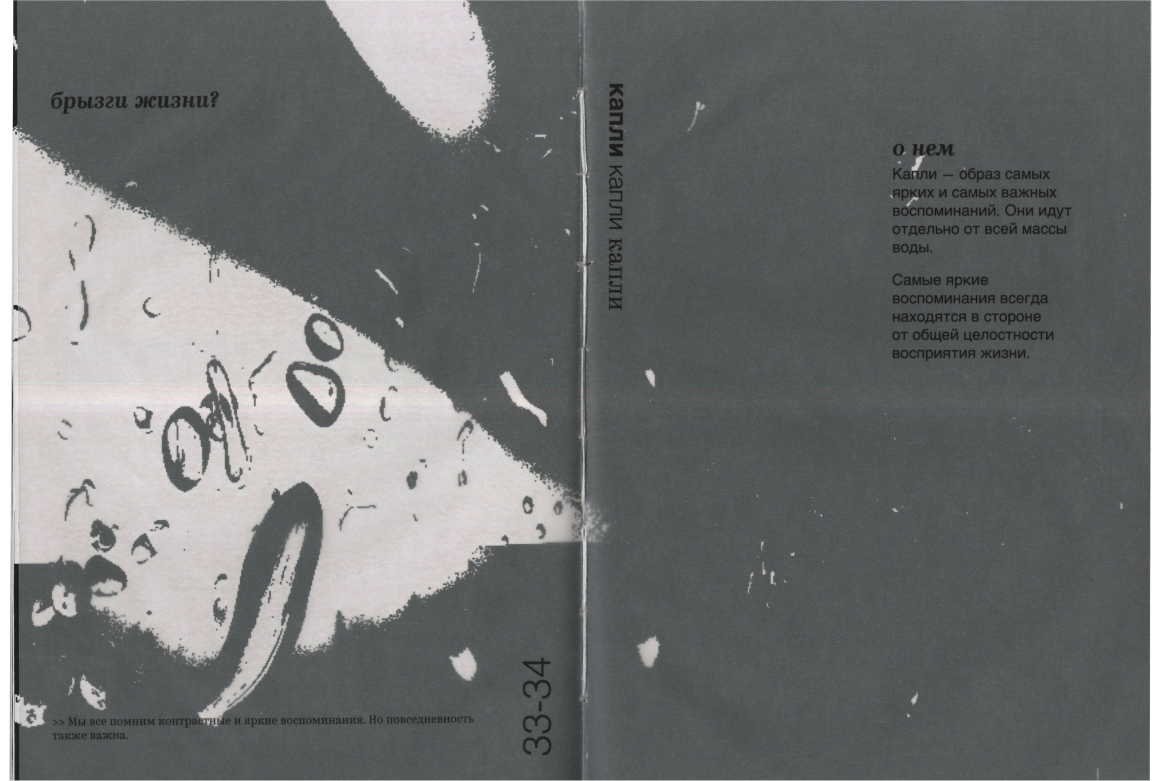 брызги жизни?
>> Мы все помним контрастные и яркие воспоминания. Но повседневность
также важна.
33-34
капли капли капли
о нем
Капли — образ самых
ярких и самых важных
воспоминаний. Они идут
отдельно от всей массы
воды.
Самые яркие
воспоминания всегда
находятся в стороне
от общей целостности
восприятия жизни.